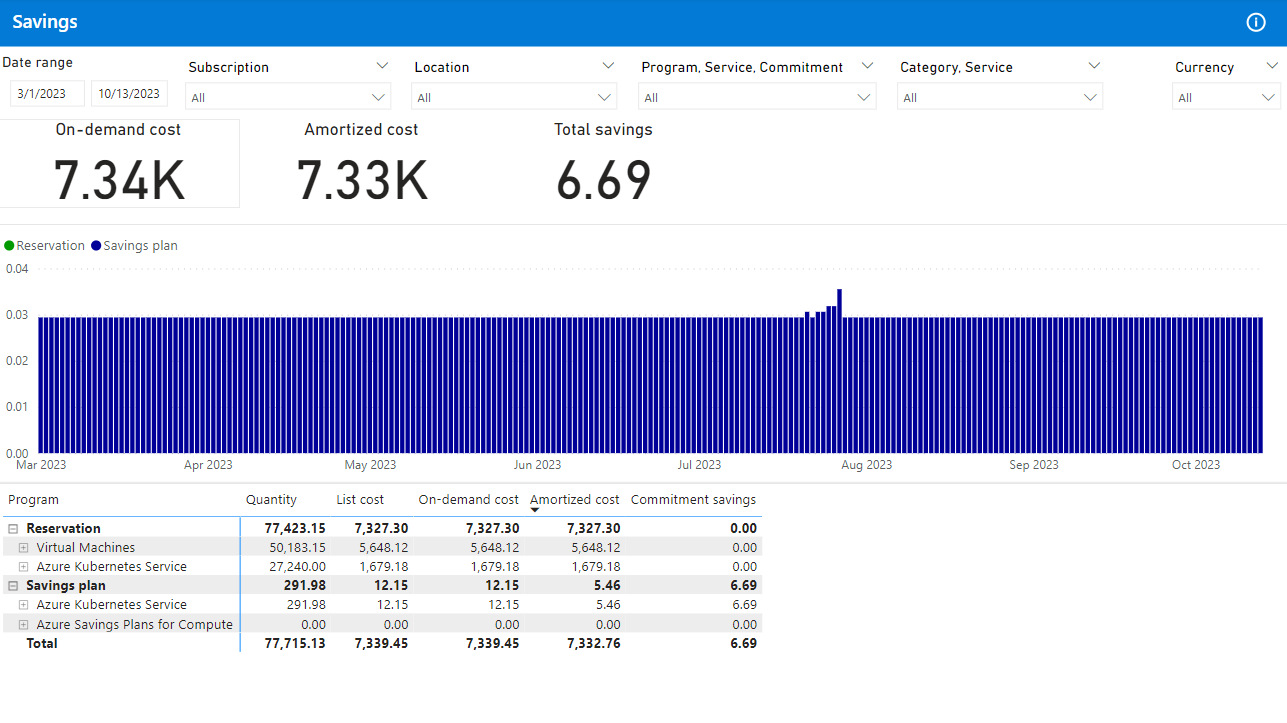 Savings
Date range
3/1/2023 10/13/2023
Subscription
All
Location
All
Program, Service, Commitment
All
Category, Service
All
Currency
All
On-demand cost
7.34K
Amortized cost
7.33K
Total savings
6.69
Reservation Savings plan
0.04
0.03
0.02
0.01
0.00
Mar 2023 Apr 2023 May 2023 Jun 2023 Jul 2023 Aug 2023 Sep 2023 Oct 2023
Program Quantity List cost On-demand cost Amortized cost Commitment savings
Reservation 77,423.15 7,327.30 7,327.30 7,327.30 0.00
Virtual Machines 50,183.15 5,648.12 5,648.12 5,648.12 0.00
Azure Kubernetes Service 27,240.00 1,679.18 1,679.18 1,679.18 0.00
Savings plan 291.98 12.15 12.15 5.46 6.69
Azure Kubernetes Service 291.98 12.15 12.15 5.46 6.69
Azure Savings Plans for Compute 0.00 0.00 0.00 0.00 0.00
Total 77,715.13 7,339.45 7,339.45 7,332.76 6.69